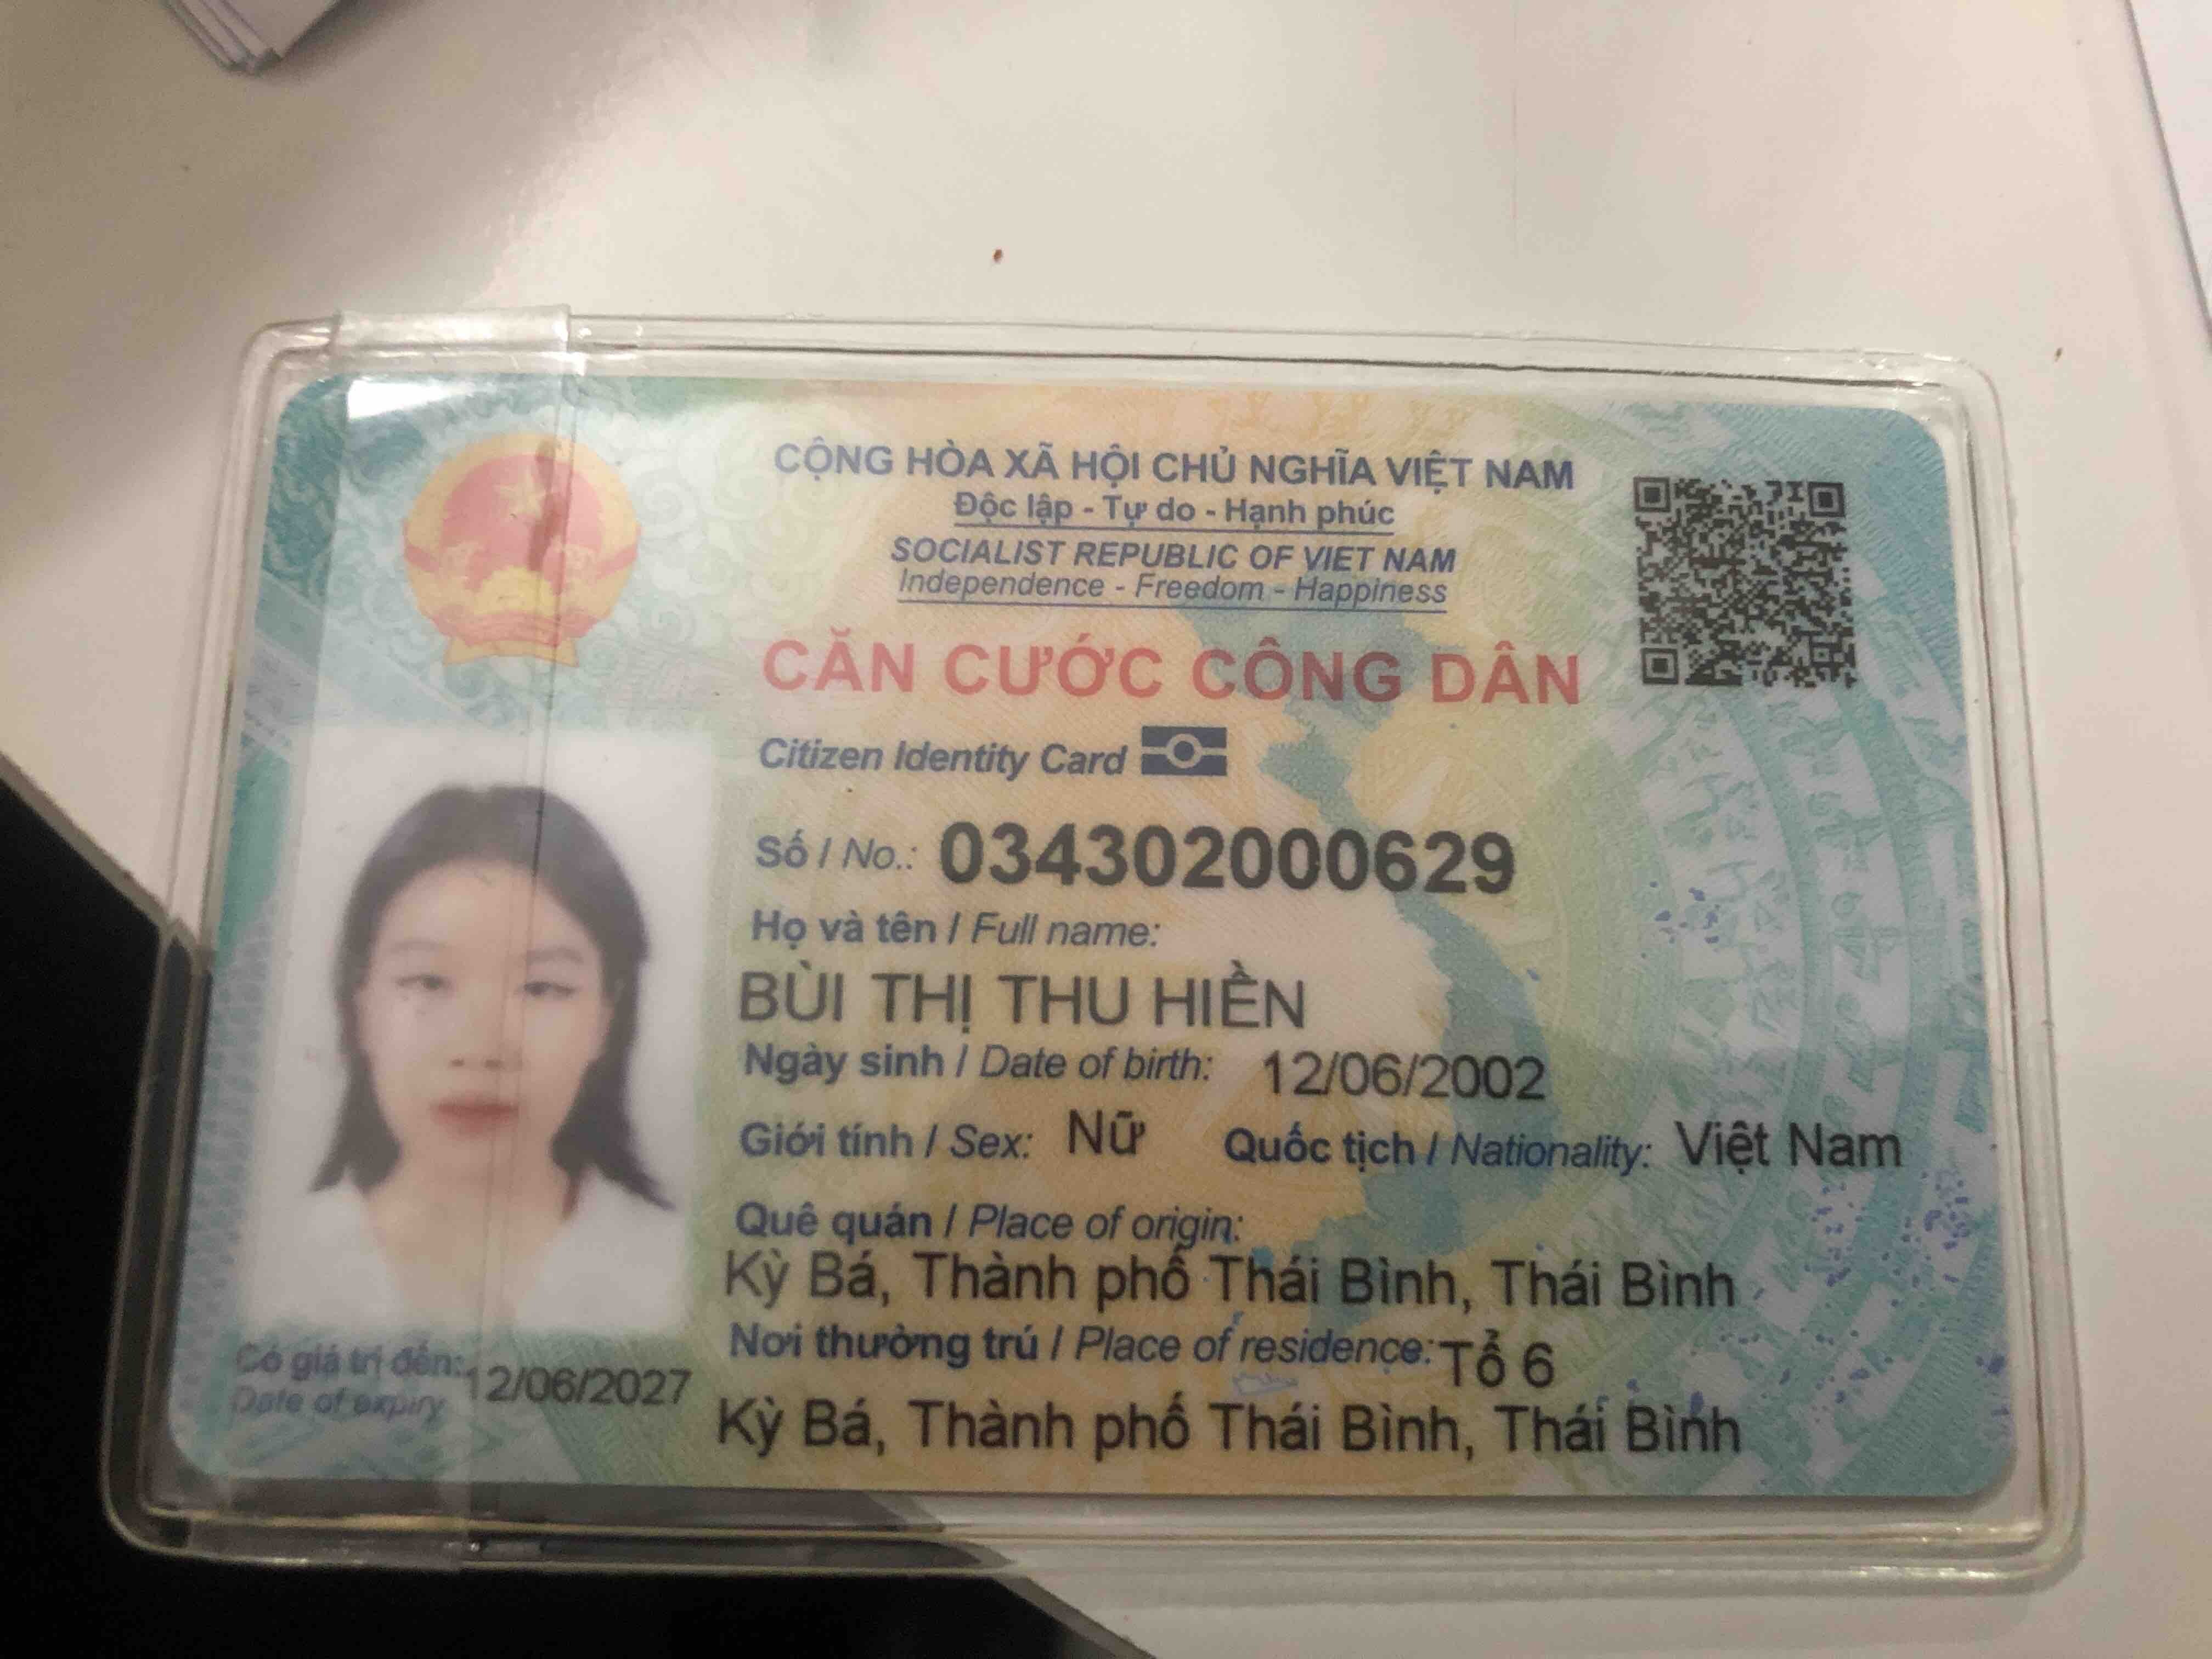 CỘNG HÒA XÃ HỘI CHỦ NGHĨA VIỆT NAM
Độc lập - Tự do - Hạnh phúc
SOCIALIST REPUBLIC OF VIET NAM
Independence - Freedom - Happiness
CĂN CƯỚC CÔNG DÂN
Citizen Identity Card
Số / No.: 034302000629
Họ và tên / Full name:
BÙI THỊ THU HIỀN
Ngày sinh / Date of birth: 12/06/2002
Giới tính / Sex: Nữ Quốc tịch / Nationality: Việt Nam
Quê quán / Place of origin:
Kỳ Bá, Thành phố Thái Bình, Thái Bình
Nơi thường trú / Place of residence: Tổ 6
Kỳ Bá, Thành phố Thái Bình, Thái Bình
Có giá trị đến: 12/06/2027
Date of expiry